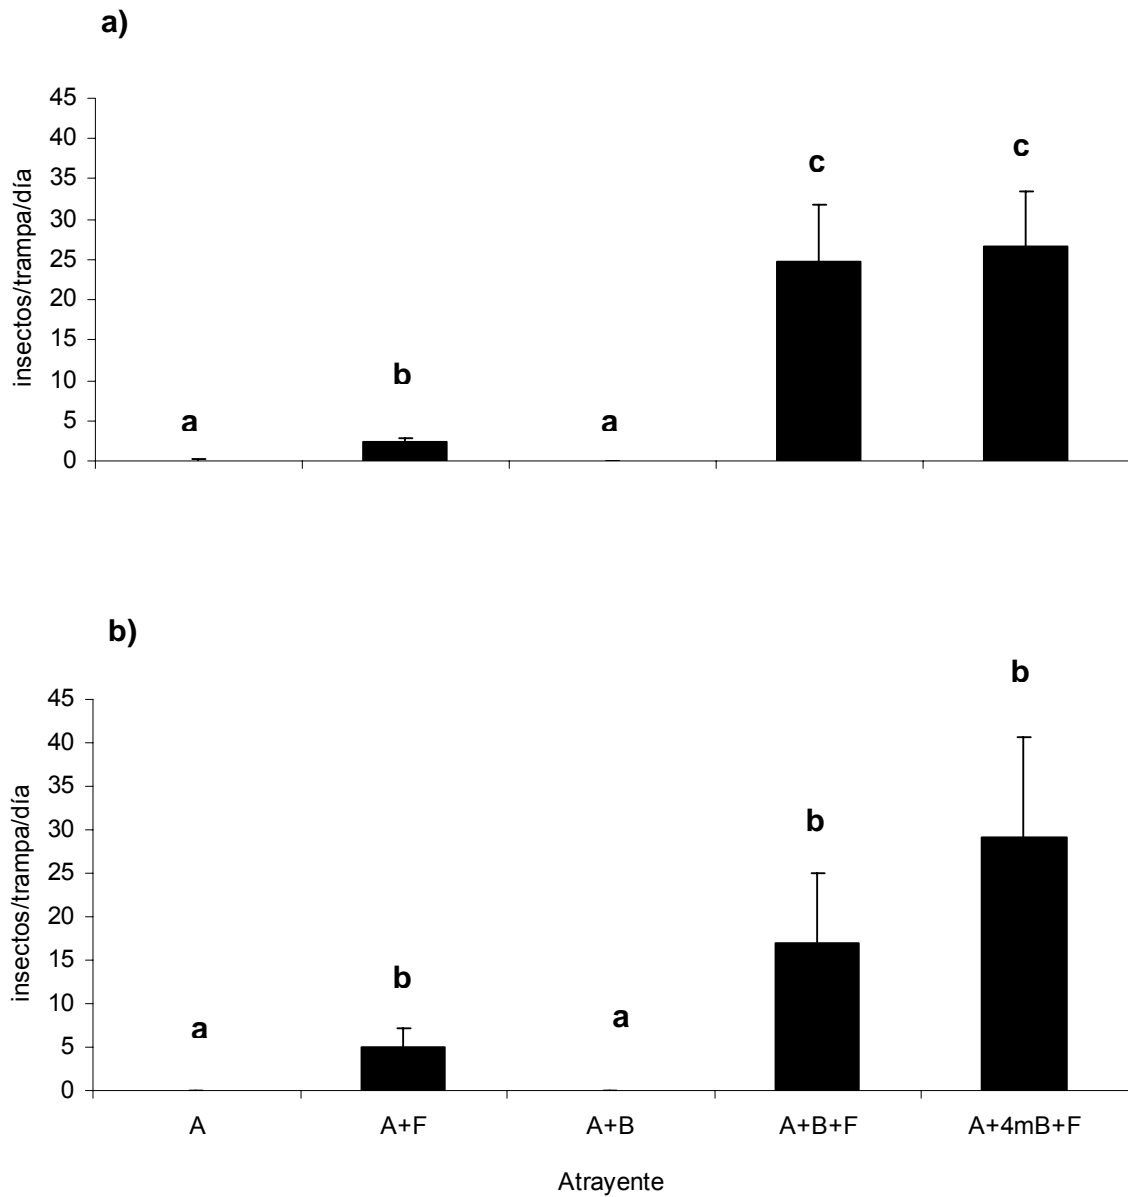 a)
45
40
35
30
25
20
15
10
5
0
insectos/trampa/día
a
b
a
c
c
b)
45
40
35
30
25
20
15
10
5
0
insectos/trampa/día
a
b
a
b
b
A A+F A+B A+B+F A+4mB+F
Atrayente